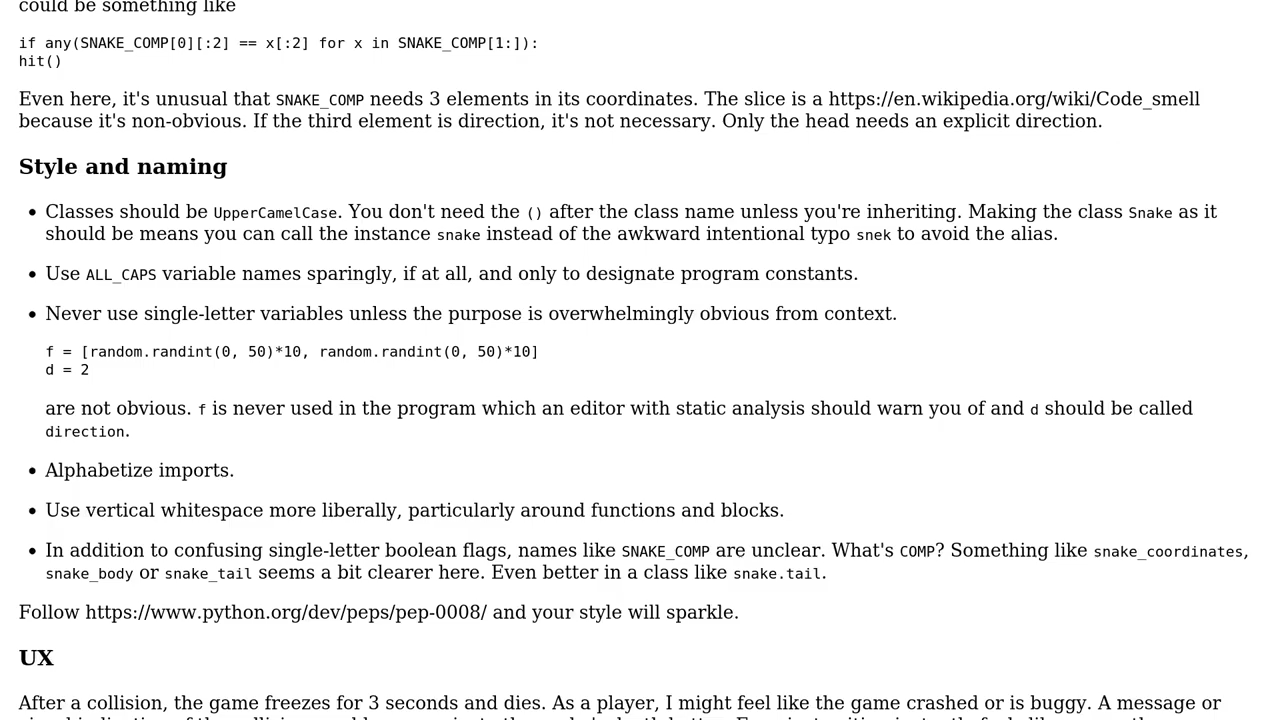 could be something like
if any(SNAKE_COMP[0][:2] == x[:2] for x in SNAKE_COMP[1:]):
hit()
Even here, it's unusual that SNAKE_COMP needs 3 elements in its coordinates. The slice is a https://en.wikipedia.org/wiki/Code_smell
because it's non-obvious. If the third element is direction, it's not necessary. Only the head needs an explicit direction.
Style and naming
• Classes should be UpperCamelCase. You don't need the () after the class name unless you're inheriting. Making the class Snake as it
should be means you can call the instance snake instead of the awkward intentional typo snek to avoid the alias.
• Use ALL_CAPS variable names sparingly, if at all, and only to designate program constants.
• Never use single-letter variables unless the purpose is overwhelmingly obvious from context.
f = [random.randint(0, 50)*10, random.randint(0, 50)*10]
d = 2
are not obvious. f is never used in the program which an editor with static analysis should warn you of and d should be called
direction.
• Alphabetize imports.
• Use vertical whitespace more liberally, particularly around functions and blocks.
• In addition to confusing single-letter boolean flags, names like SNAKE_COMP are unclear. What's COMP? Something like snake_coordinates,
snake_body or snake_tail seems a bit clearer here. Even better in a class like snake.tail.
Follow https://www.python.org/dev/peps/pep-0008/ and your style will sparkle.
UX
After a collision, the game freezes for 3 seconds and dies. As a player, I might feel like the game crashed or is buggy. A message or